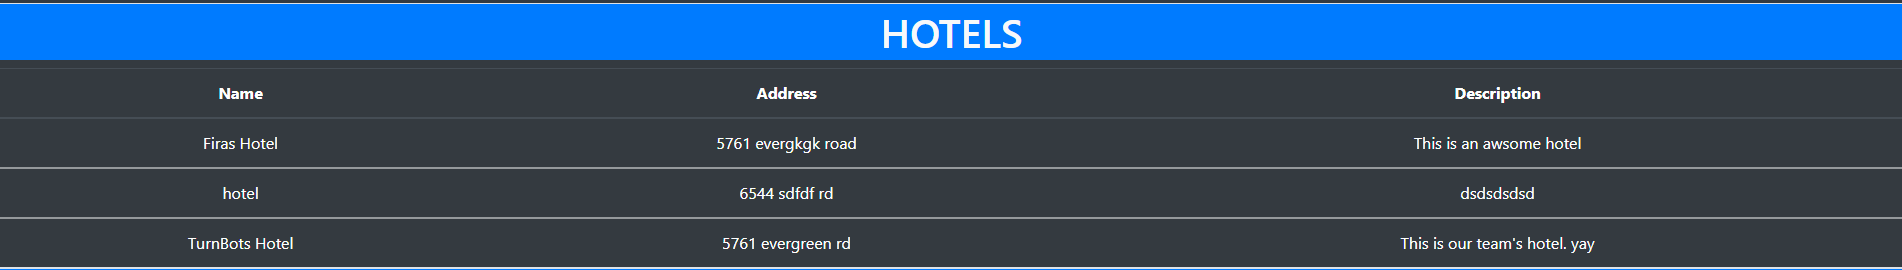 HOTELS
Name Address Description
Firas Hotel 5761 evergkgk road This is an awsome hotel
hotel 6544 sdfdf rd dsdsdsdsd
TurnBots Hotel 5761 evergreen rd This is our team's hotel. yay